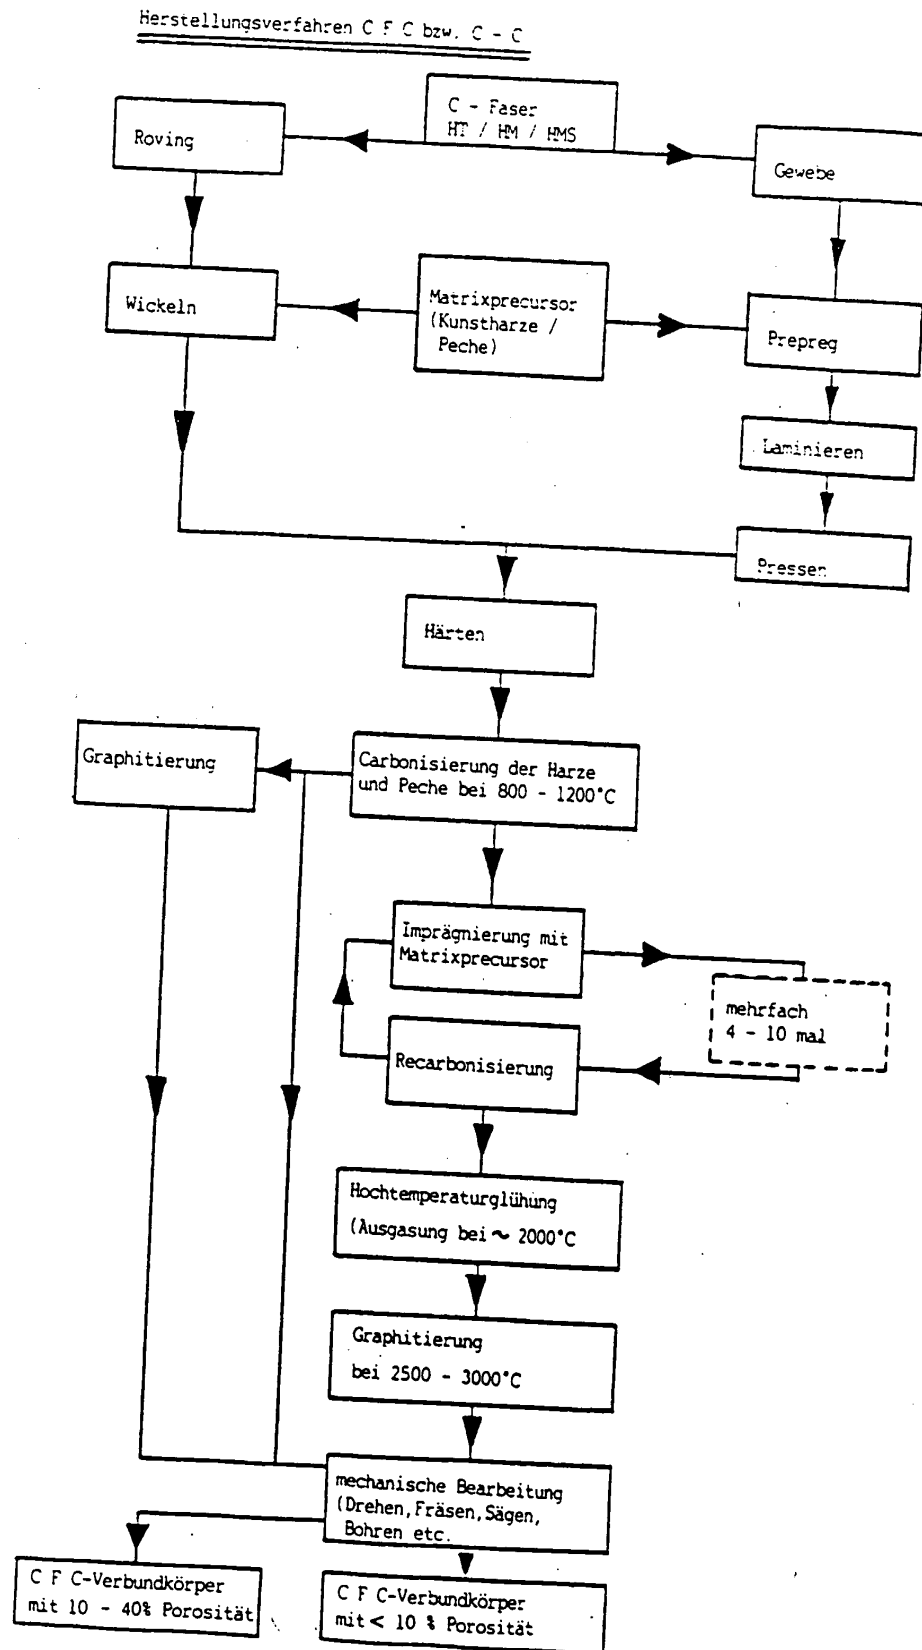 Herstellungsverfahren C F C bzw. C - C
C - Faser
HT / HM / HMS
Roving
Gewebe
Wickeln
Matrixprecursor
(Kunstharze /
Peche)
Prepreg
Laminieren
Pressen
Härten
Graphitierung
Carbonisierung der Harze
und Peche bei 800 - 1200°C
Imprägnierung mit
Matrixprecursor
mehrfach
4 - 10 mal
Recarbonisierung
Hochtemperaturglühung
(Ausgasung bei ~ 2000°C
Graphitierung
bei 2500 - 3000°C
mechanische Bearbeitung
(Drehen, Fräsen, Sägen,
Bohren etc.
C F C-Verbundkörper
mit 10 - 40% Porosität
C F C-Verbundkörper
mit < 10 % Porosität